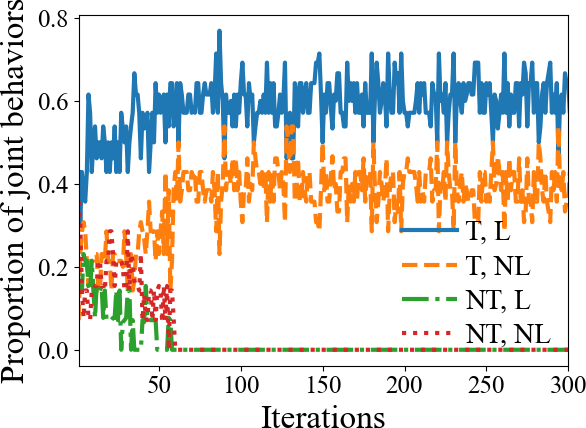 Proportion of joint behaviors
0.8
0.6
0.4
0.2
0.0
T, L
T, NL
NT, L
NT, NL
50
100
150
200
250
300
Iterations